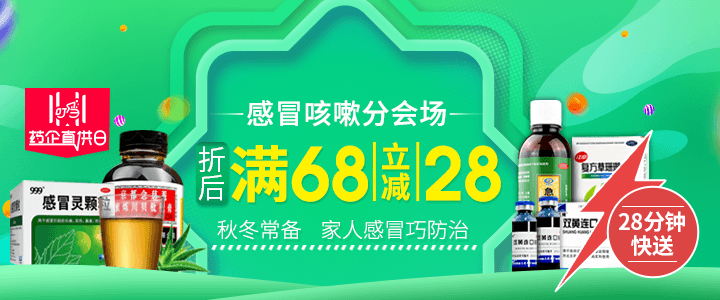 药企直供日
感冒咳嗽分会场
折后
满68
立减
28
秋冬常备 家人感冒巧防治
28分钟
快送
999
感冒灵颗粒
复方草珊瑚
双黄连口